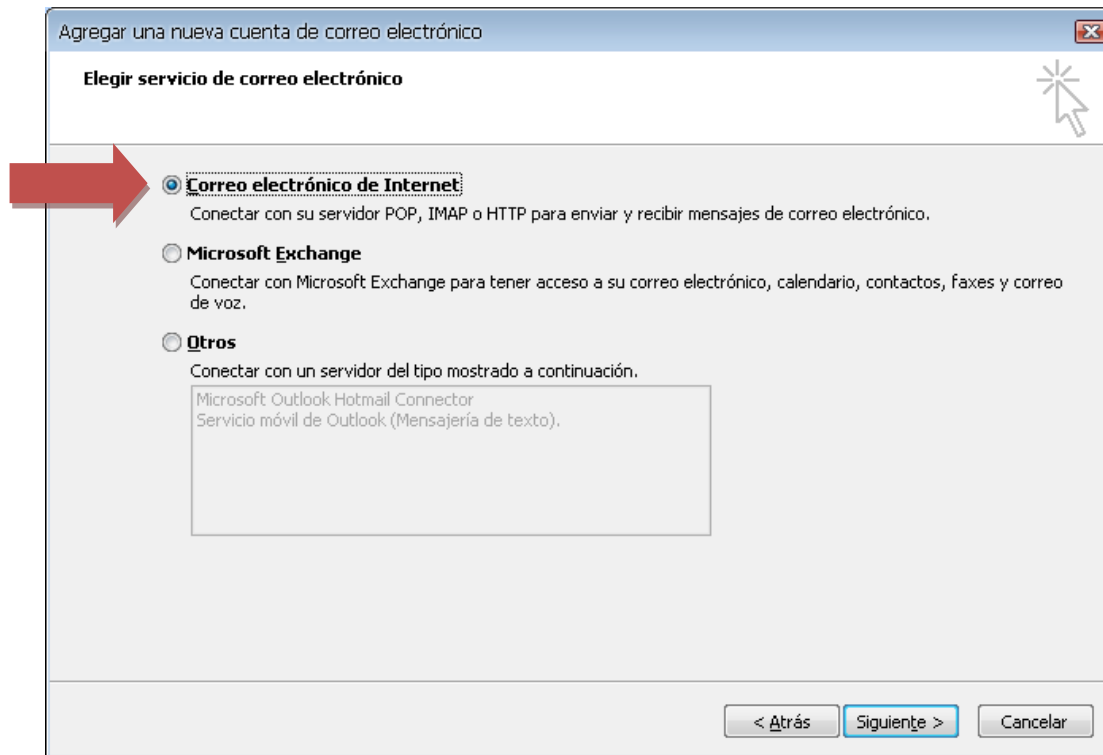 Agregar una nueva cuenta de correo electrónico
Elegir servicio de correo electrónico
Correo electrónico de Internet
Conectar con su servidor POP, IMAP o HTTP para enviar y recibir mensajes de correo electrónico.
Microsoft Exchange
Conectar con Microsoft Exchange para tener acceso a su correo electrónico, calendario, contactos, faxes y correo
de voz.
Otros
Conectar con un servidor del tipo mostrado a continuación.
Microsoft Outlook Hotmail Connector
Servicio móvil de Outlook (Mensajería de texto).
< Atrás Siguiente > Cancelar